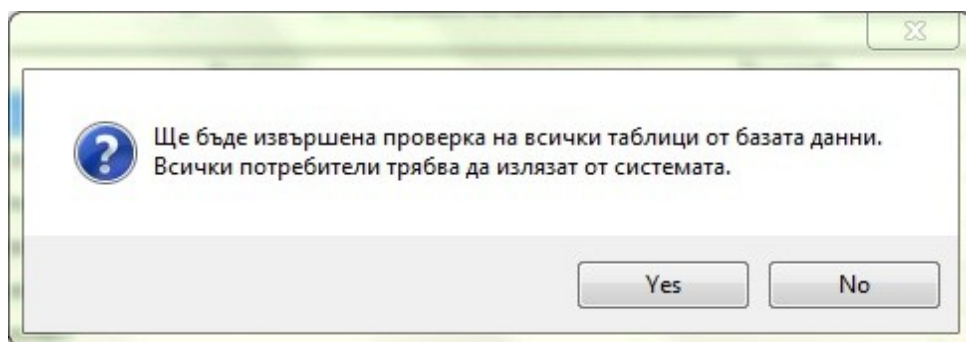 Ще бъде извършена проверка на всички таблици от базата данни.
Всички потребители трябва да излязат от системата.
Yes No